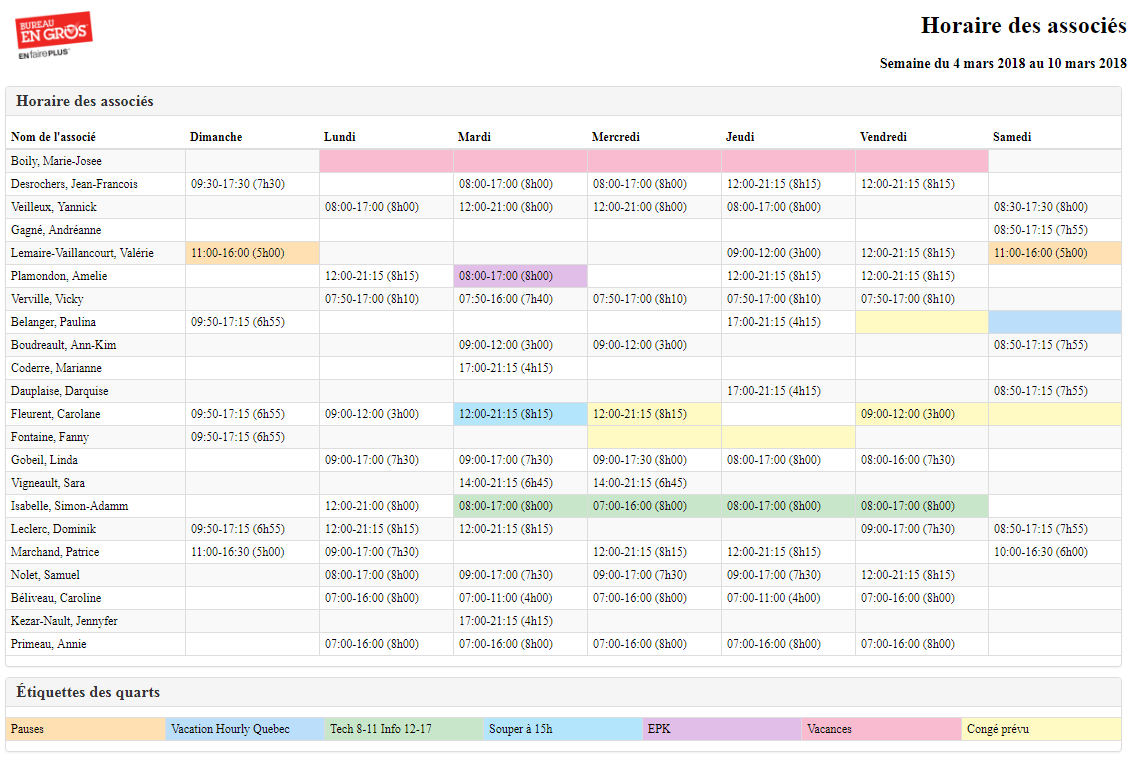 BUREAU
EN GROS
EN faire PLUS
Horaire des associés
Semaine du 4 mars 2018 au 10 mars 2018
Horaire des associés
Nom de l'associé Dimanche Lundi Mardi Mercredi Jeudi Vendredi Samedi
Boily, Marie-Josee
Desrochers, Jean-Francois 09:30-17:30 (7h30) 08:00-17:00 (8h00) 08:00-17:00 (8h00) 12:00-21:15 (8h15) 12:00-21:15 (8h15)
Veilleux, Yannick 08:00-17:00 (8h00) 12:00-21:00 (8h00) 12:00-21:00 (8h00) 08:00-17:00 (8h00) 08:30-17:30 (8h00)
Gagné, Andréanne 08:50-17:15 (7h55)
Lemaire-Vaillancourt, Valérie 11:00-16:00 (5h00) 09:00-12:00 (3h00) 12:00-21:15 (8h15) 11:00-16:00 (5h00)
Plamondon, Amelie 12:00-21:15 (8h15) 08:00-17:00 (8h00) 12:00-21:15 (8h15) 12:00-21:15 (8h15)
Verville, Vicky 07:50-17:00 (8h10) 07:50-16:00 (7h40) 07:50-17:00 (8h10) 07:50-17:00 (8h10) 07:50-17:00 (8h10)
Belanger, Paulina 09:50-17:15 (6h55) 17:00-21:15 (4h15)
Boudreault, Ann-Kim 09:00-12:00 (3h00) 09:00-12:00 (3h00) 08:50-17:15 (7h55)
Coderre, Marianne 17:00-21:15 (4h15)
Dauplaise, Darquise 17:00-21:15 (4h15) 08:50-17:15 (7h55)
Fleurent, Carolane 09:50-17:15 (6h55) 09:00-12:00 (3h00) 12:00-21:15 (8h15) 12:00-21:15 (8h15) 09:00-12:00 (3h00)
Fontaine, Fanny 09:50-17:15 (6h55)
Gobeil, Linda 09:00-17:00 (7h30) 09:00-17:00 (7h30) 09:00-17:30 (8h00) 08:00-17:00 (8h00) 08:00-16:00 (7h30)
Vigneault, Sara 14:00-21:15 (6h45) 14:00-21:15 (6h45)
Isabelle, Simon-Adamm 12:00-21:00 (8h00) 08:00-17:00 (8h00) 07:00-16:00 (8h00) 08:00-17:00 (8h00) 08:00-17:00 (8h00)
Leclerc, Dominik 09:50-17:15 (6h55) 12:00-21:15 (8h15) 12:00-21:15 (8h15) 09:00-17:00 (7h30) 08:50-17:15 (7h55)
Marchand, Patrice 11:00-16:30 (5h00) 09:00-17:00 (7h30) 12:00-21:15 (8h15) 12:00-21:15 (8h15) 10:00-16:30 (6h00)
Nolet, Samuel 08:00-17:00 (8h00) 09:00-17:00 (7h30) 09:00-17:00 (7h30) 09:00-17:00 (7h30) 12:00-21:15 (8h15)
Béliveau, Caroline 07:00-16:00 (8h00) 07:00-11:00 (4h00) 07:00-16:00 (8h00) 07:00-11:00 (4h00) 07:00-16:00 (8h00)
Kezar-Nault, Jennyfer 17:00-21:15 (4h15)
Primeau, Annie 07:00-16:00 (8h00) 07:00-16:00 (8h00) 07:00-16:00 (8h00) 07:00-16:00 (8h00) 07:00-16:00 (8h00)
Étiquettes des quarts
Pauses Vacation Hourly Quebec Tech 8-11 Info 12-17 Souper à 15h EPK Vacances Congé prévu